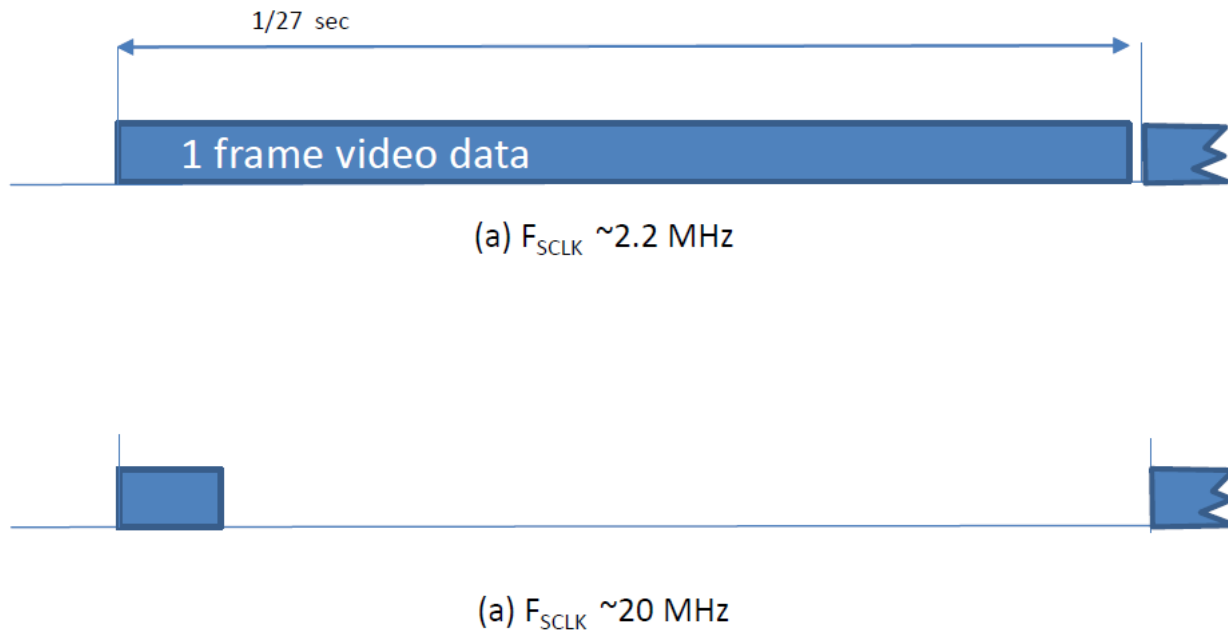 1/27 sec
1 frame video data
(a) FSCLK ~2.2 MHz
(a) FSCLK ~20 MHz